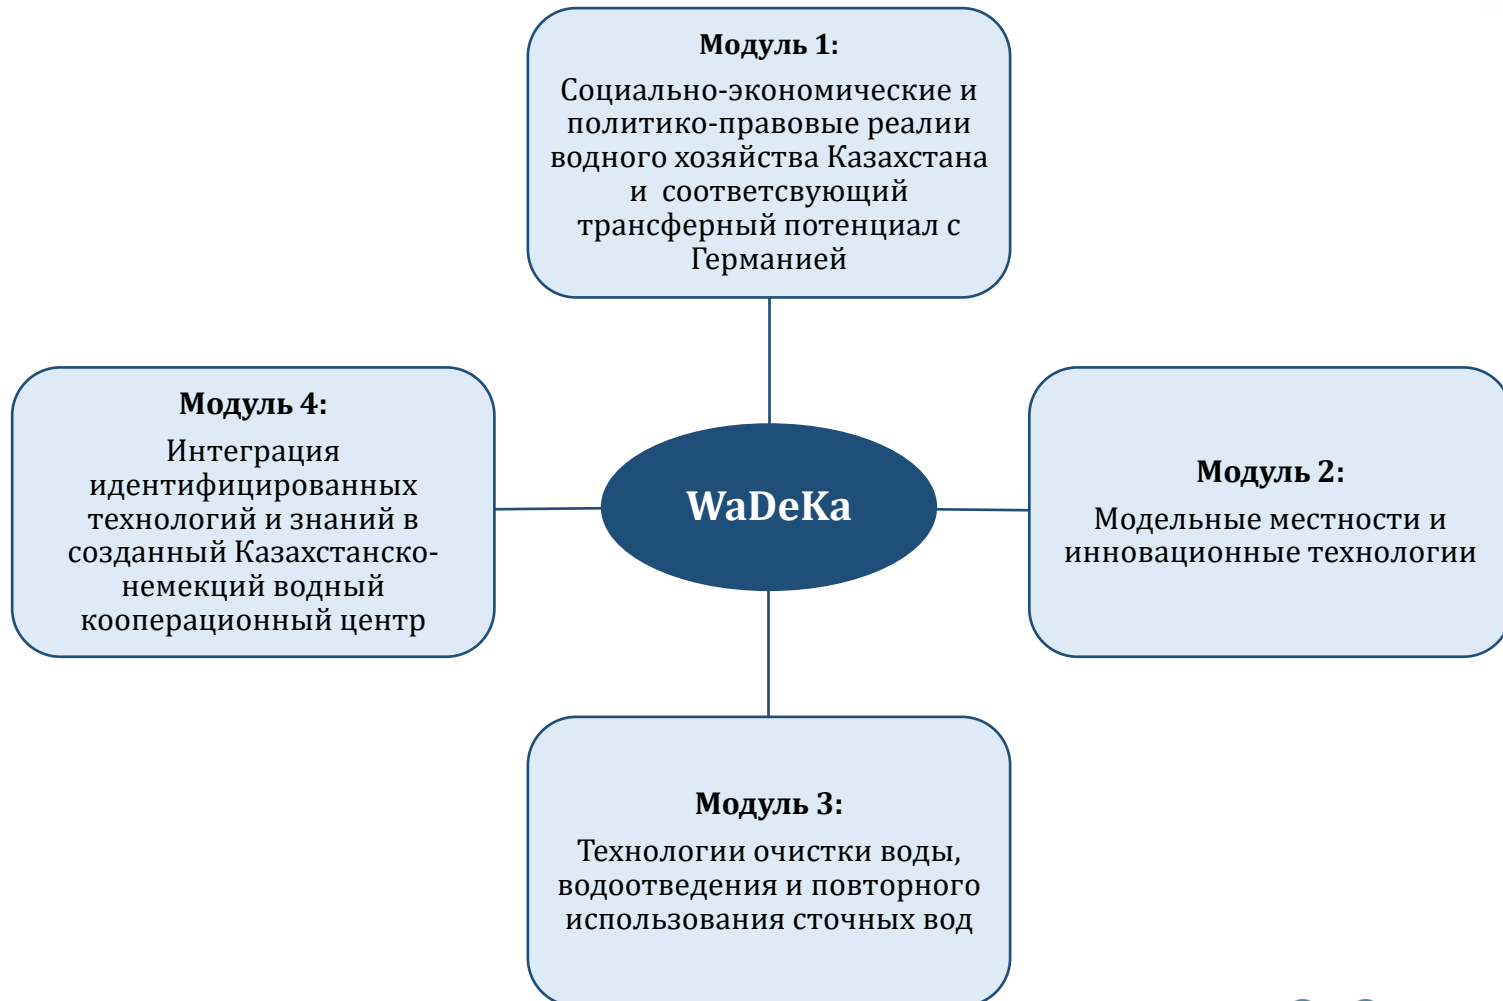 Модуль 1:
Социально-экономические и
политико-правовые реалии
водного хозяйства Казахстана
и соответсвующий
трансферный потенциал с
Германией
Модуль 4:
Интеграция
идентифицированных
технологий и знаний в
созданный Казахстанско-
немекций водный
кооперационный центр
WaDeKa
Модуль 2:
Модельные местности и
инновационные технологии
Модуль 3:
Технологии очистки воды,
водоотведения и повторного
использования сточных вод